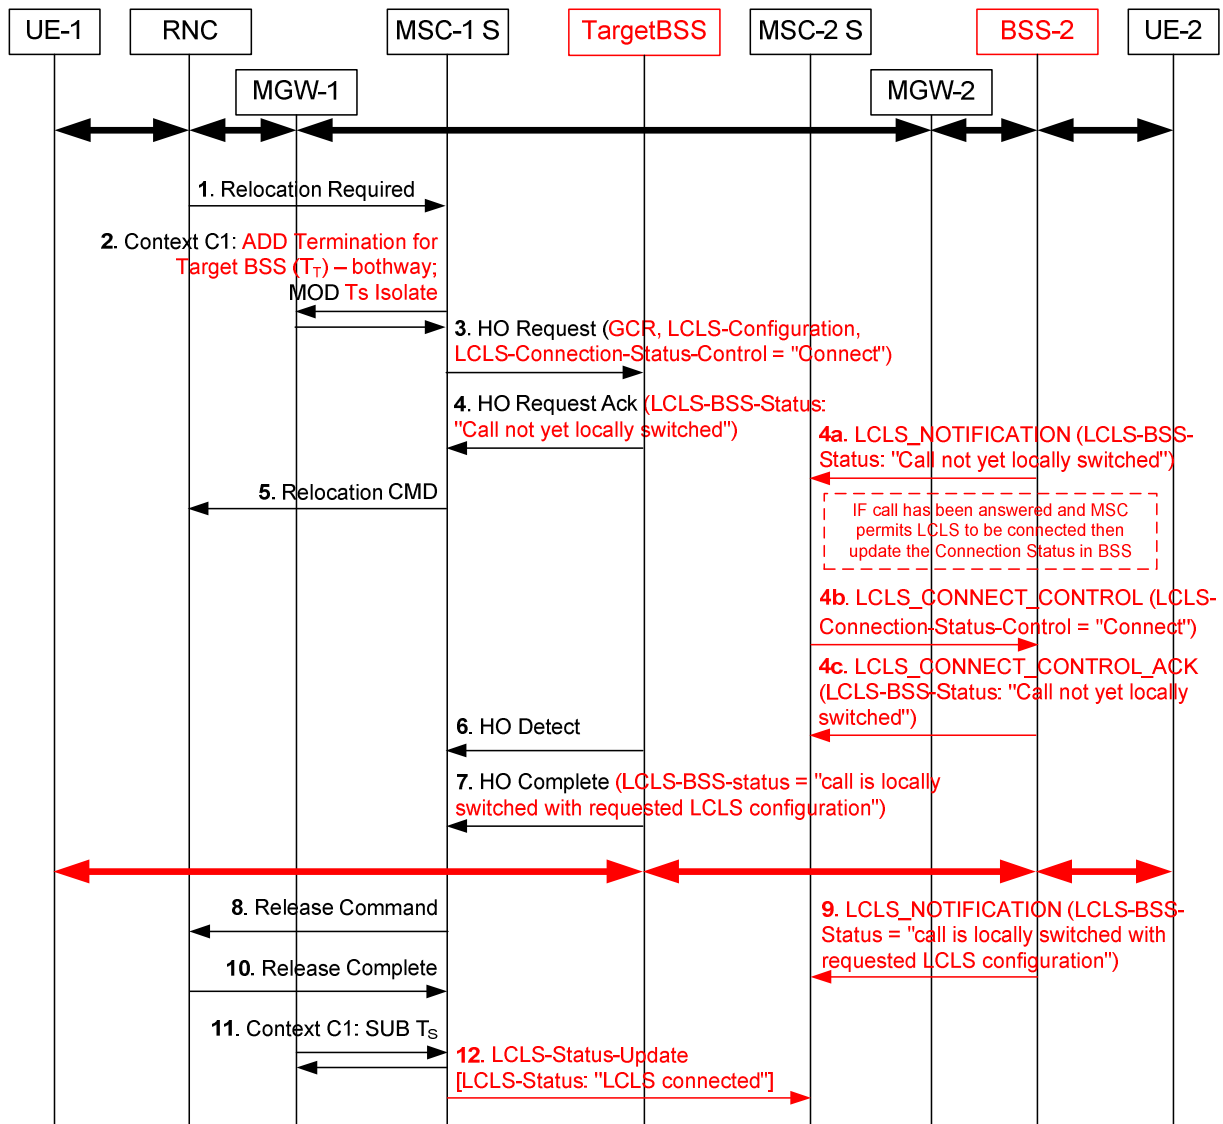 UE-1
RNC
MSC-1 S
TargetBSS
MSC-2 S
BSS-2
UE-2
MGW-1
MGW-2
1. Relocation Required
2. Context C1: ADD Termination for
Target BSS (TT) – bothway;
MOD Ts Isolate
3. HO Request (GCR, LCLS-Configuration,
LCLS-Connection-Status-Control = "Connect")
4. HO Request Ack (LCLS-BSS-Status:
"Call not yet locally switched")
4a. LCLS_NOTIFICATION (LCLS-BSS-
Status: "Call not yet locally switched")
5. Relocation CMD
IF call has been answered and MSC
permits LCLS to be connected then
update the Connection Status in BSS
4b. LCLS_CONNECT_CONTROL (LCLS-
Connection-Status-Control = "Connect")
4c. LCLS_CONNECT_CONTROL_ACK
(LCLS-BSS-Status: "Call not yet locally
switched")
6. HO Detect
7. HO Complete (LCLS-BSS-status = "call is locally
switched with requested LCLS configuration")
8. Release Command
9. LCLS_NOTIFICATION (LCLS-BSS-
Status = "call is locally switched with
requested LCLS configuration")
10. Release Complete
11. Context C1: SUB TS
12. LCLS-Status-Update
[LCLS-Status: "LCLS connected"]